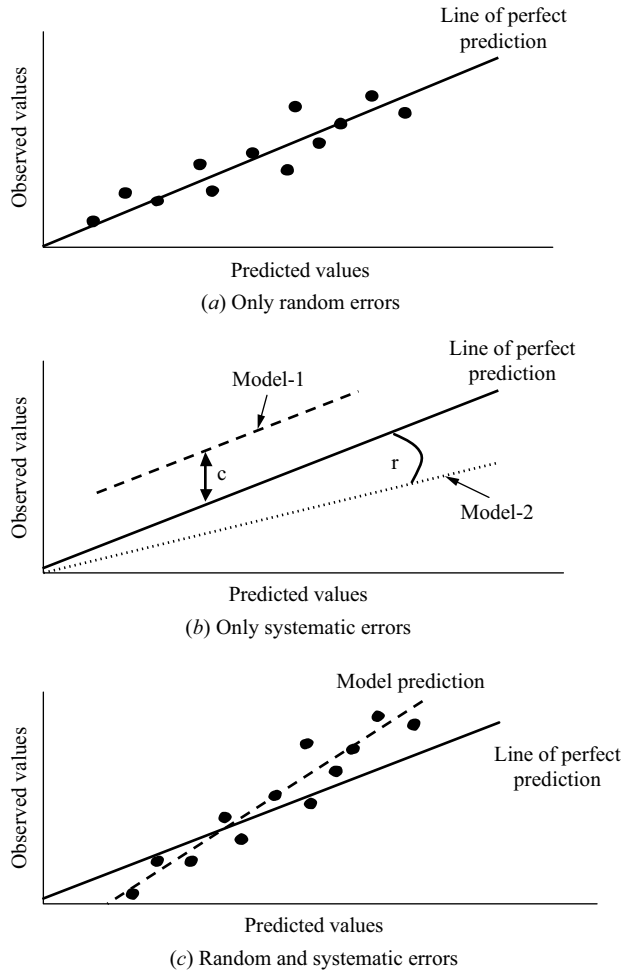 Line of perfect
prediction
Observed values
Predicted values
(a) Only random errors
Line of perfect
prediction
Model-1
c
r
Model-2
Observed values
Predicted values
(b) Only systematic errors
Model prediction
Line of perfect
prediction
Observed values
Predicted values
(c) Random and systematic errors